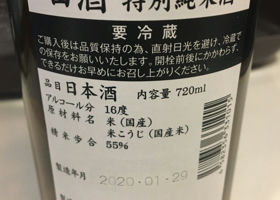 白酒 特別純米酒
要冷蔵
ご購入後は品質保持の為、直射日光を避け、冷蔵で
の保存をお願いいたします。開栓前後にかかわらず、
できるだけお早めにお召し上がりください。
品目 日本酒 内容量 720ml
アルコール分 16度
原材料名 米(国産)
米こうじ(国産米)
精米歩合 55%
製造年月 2020.01.29